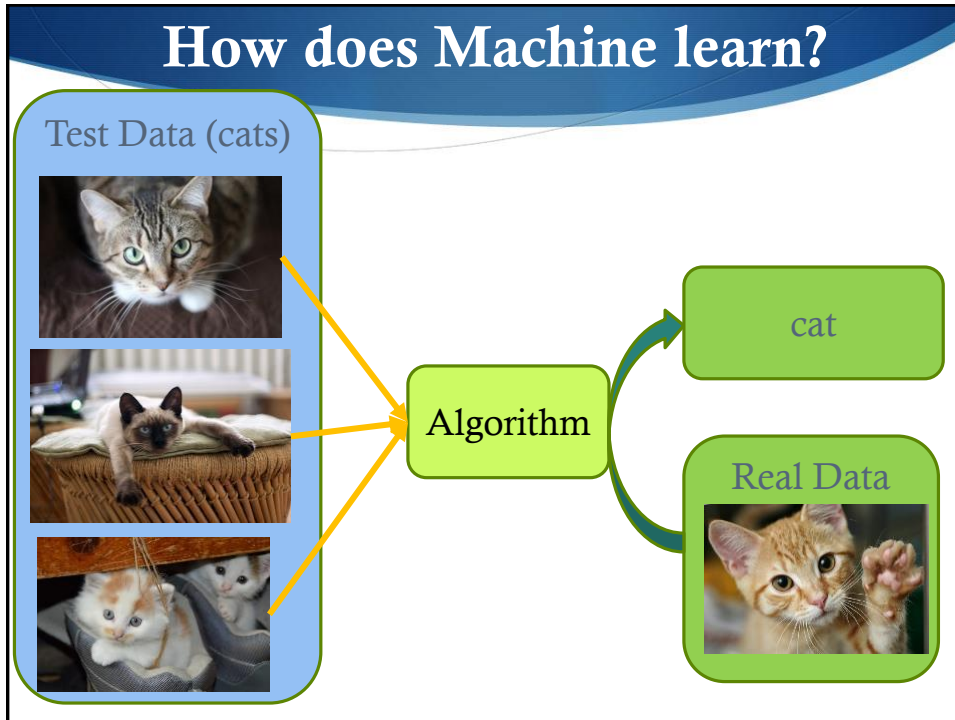 How does Machine learn?
Test Data (cats)
Algorithm
cat
Real Data